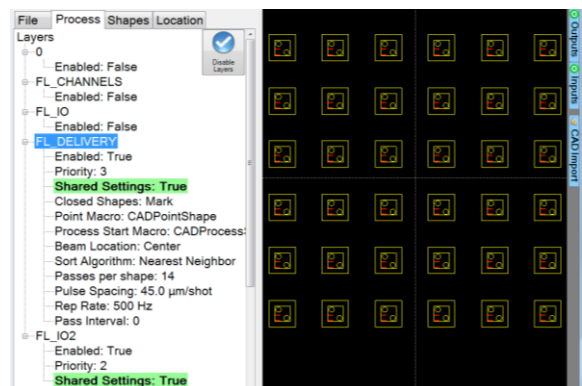 File Process Shapes Location
Layers
0
Enabled: False
FL_CHANNELS
Enabled: False
FL_IO
Enabled: False
FL_DELIVERY
Enabled: True
Priority: 3
Shared Settings: True
Closed Shapes: Mark
Point Macro: CADPointShape
Process Start Macro: CADProcess
Beam Location: Center
Sort Algorithm: Nearest Neighbor
Passes per shape: 14
Pulse Spacing: 45.0 µm/shot
Rep Rate: 500 Hz
Pass Interval: 0
FL_IO2
Enabled: True
Priority: 2
Shared Settings: True
Disable
Layers
Outputs
Inputs
CAD Import